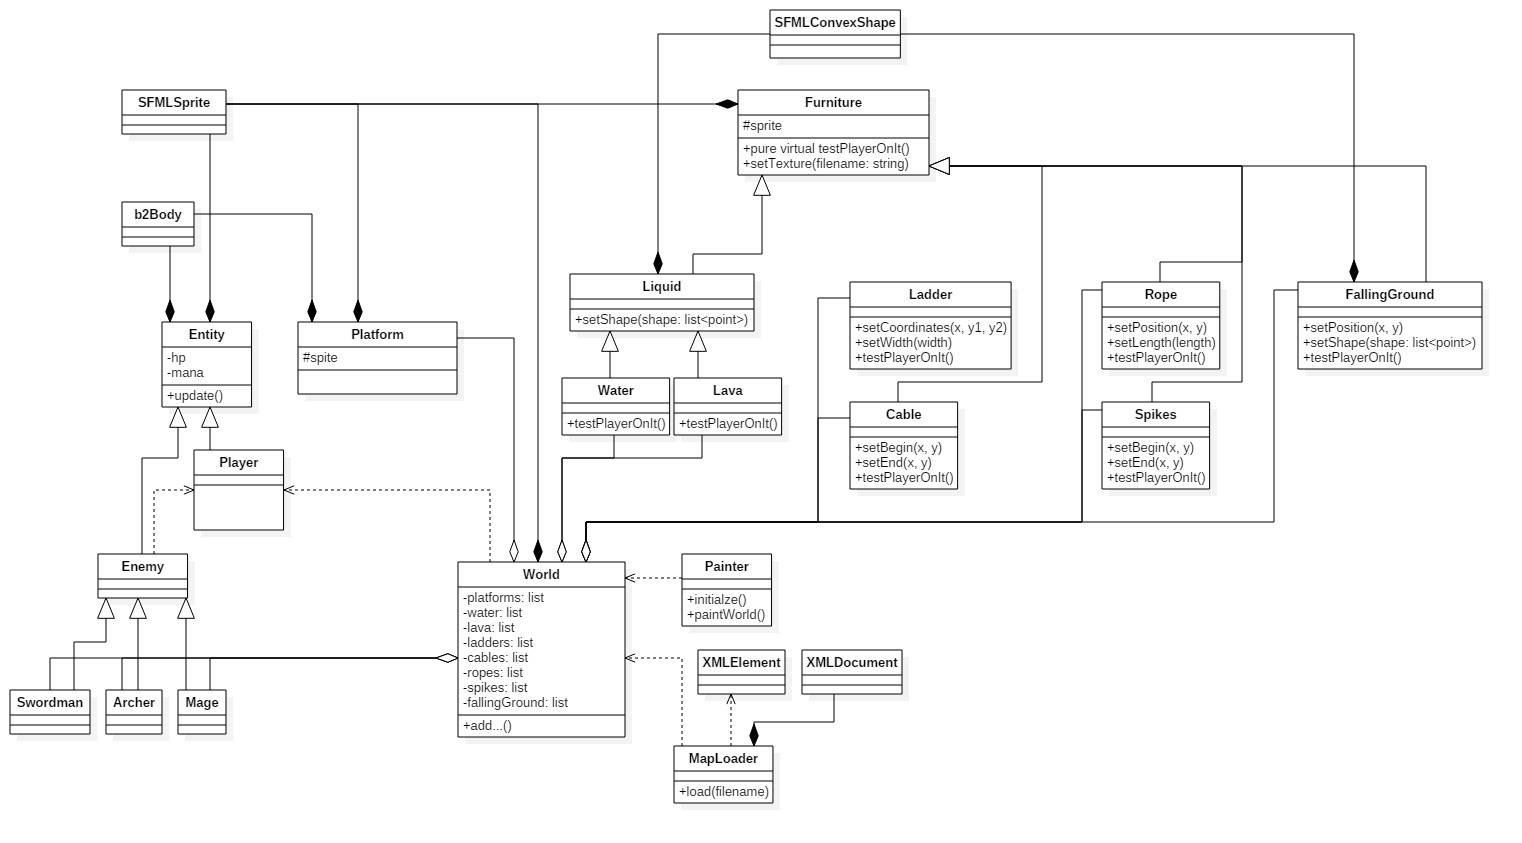 SFMLConvexShape
SFMLSprite
Furniture
#sprite
+pure virtual testPlayerOnIt()
+setTexture(filename: string)
b2Body
Liquid
+setShape(shape: list<point>)
Ladder
+setCoordinates(x, y1, y2)
+setWidth(width)
+testPlayerOnIt()
Rope
+setPosition(x, y)
+setLength(length)
+testPlayerOnIt()
FallingGround
+setPosition(x, y)
+setShape(shape: list<point>)
+testPlayerOnIt()
Entity
-hp
-mana
+update()
Platform
#spite
Water
+testPlayerOnIt()
Lava
+testPlayerOnIt()
Cable
+setBegin(x, y)
+setEnd(x, y)
+testPlayerOnIt()
Spikes
+setBegin(x, y)
+setEnd(x, y)
+testPlayerOnIt()
Player
Enemy
World
-platforms: list
-water: list
-lava: list
-ladders: list
-cables: list
-ropes: list
-spikes: list
-fallingGround: list
+add...()
Painter
+initialze()
+paintWorld()
XMLElement
XMLDocument
Swordman
Archer
Mage
MapLoader
+load(filename)